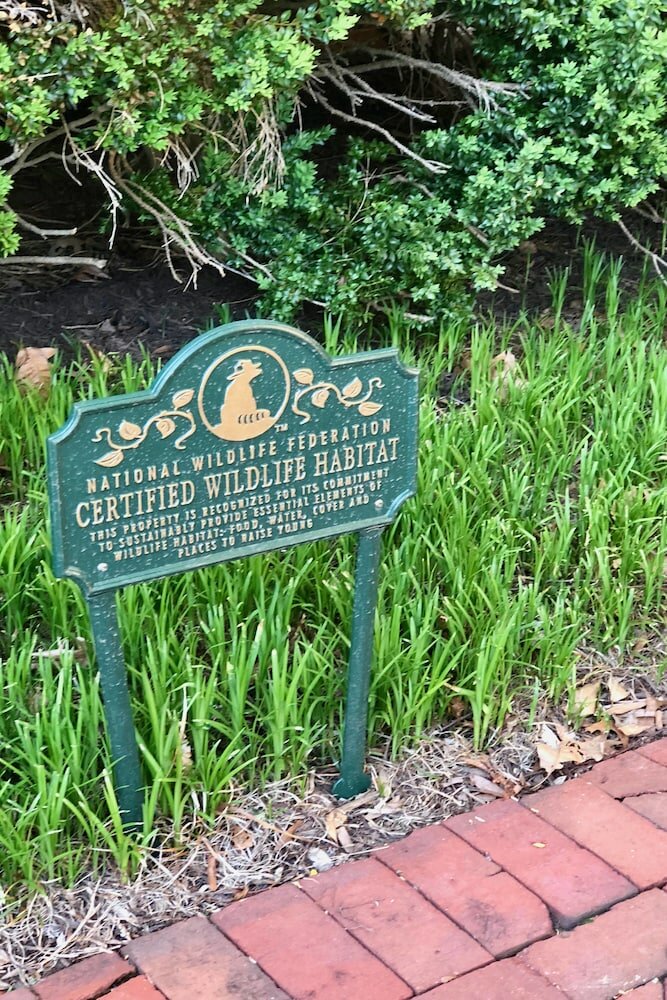 TM
NATIONAL WILDLIFE FEDERATION
CERTIFIED WILDLIFE HABITAT
THIS PROPERTY IS RECOGNIZED FOR ITS COMMITMENT
TO SUSTAINABLY PROVIDE ESSENTIAL ELEMENTS OF
WILDLIFE HABITAT: FOOD, WATER, COVER AND
PLACES TO RAISE YOUNG